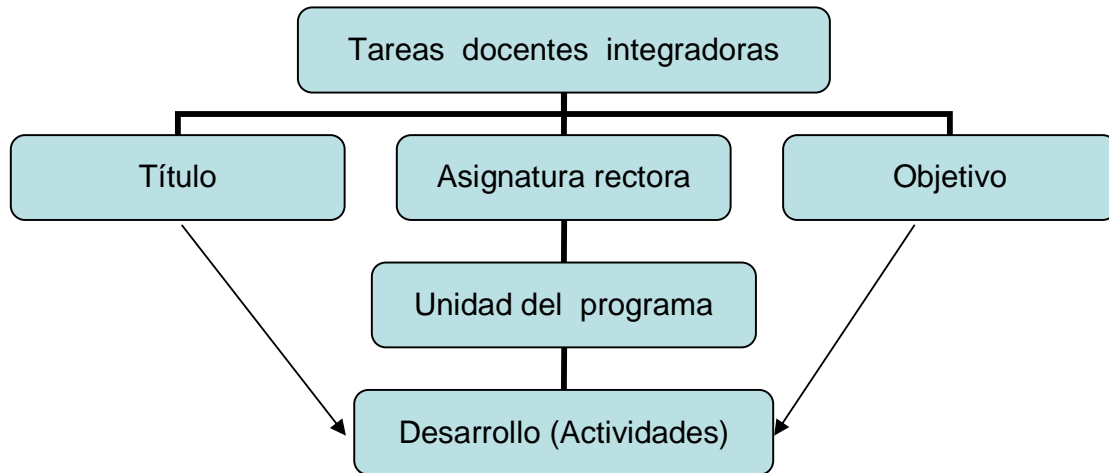 Tareas docentes integradoras
Título
Asignatura rectora
Objetivo
Unidad del programa
Desarrollo (Actividades)